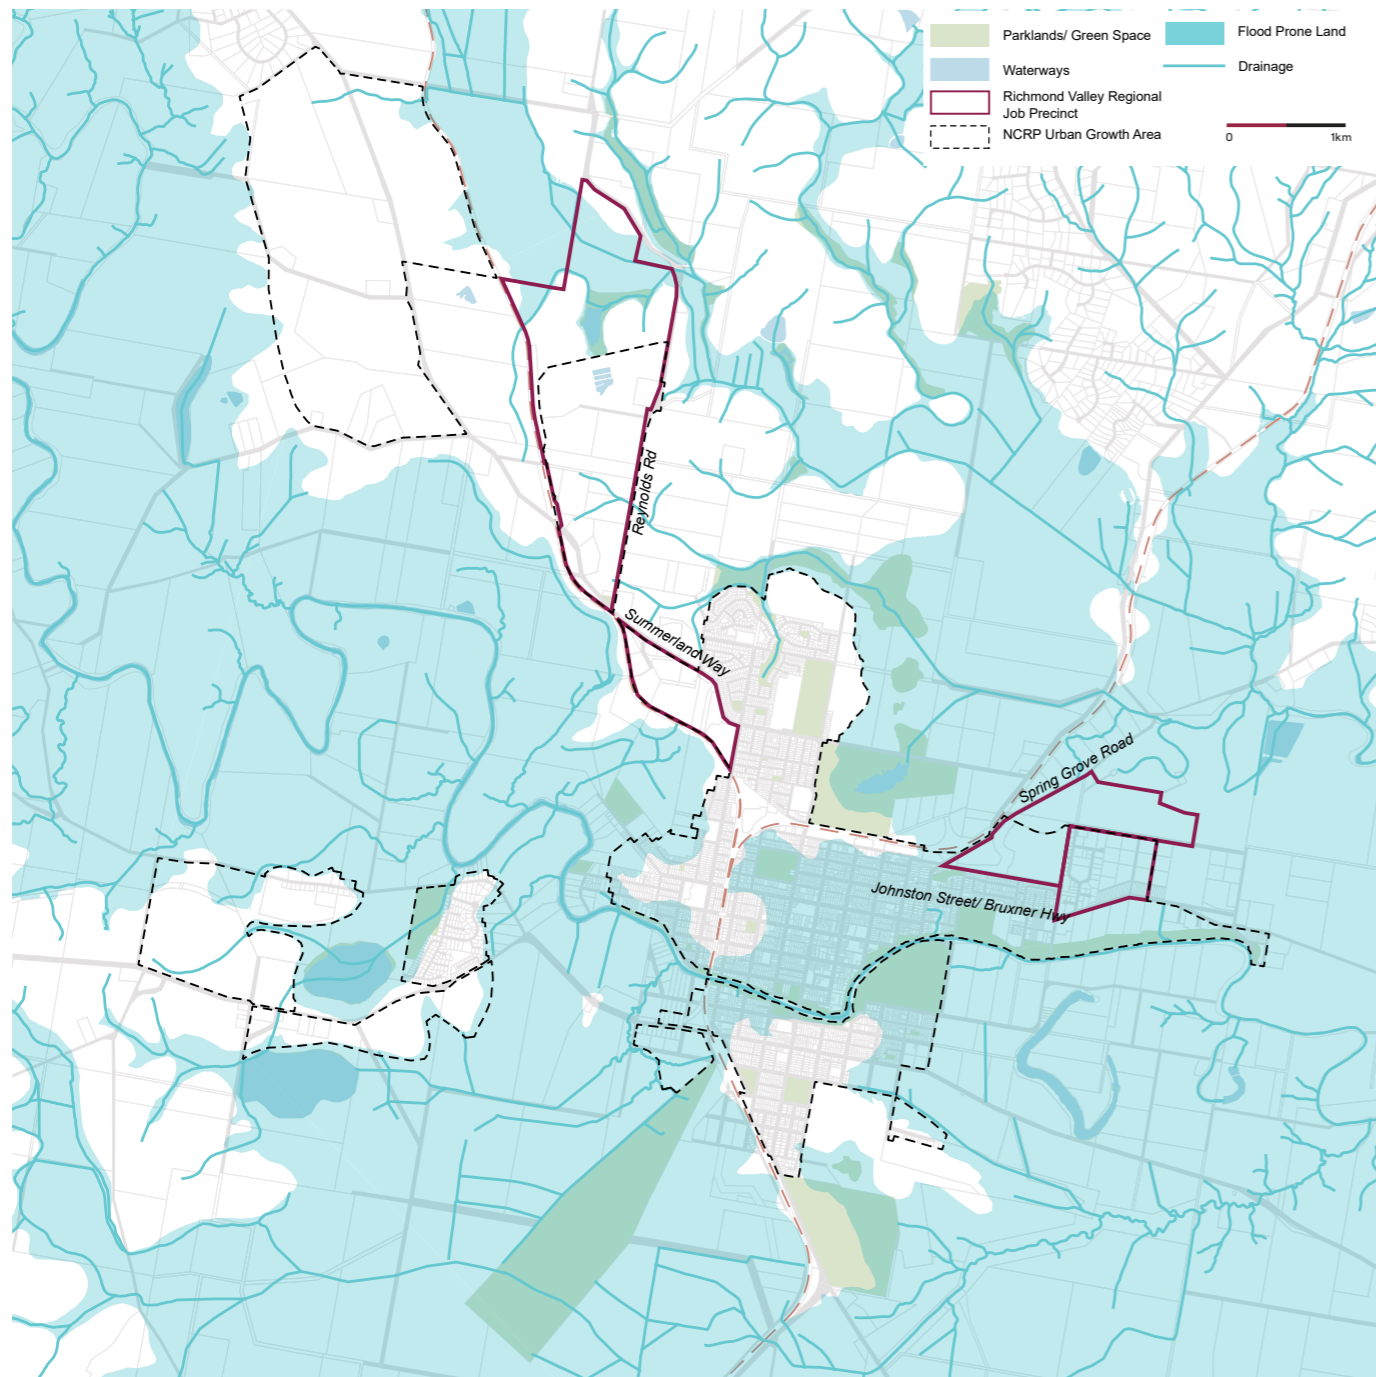 Parklands/ Green Space
Flood Prone Land
Waterways
Drainage
Richmond Valley Regional
Job Precinct
NCRP Urban Growth Area
0 1km
Reynolds Rd
Summerland Way
Spring Grove Road
Johnston Street/ Bruxner Hwy